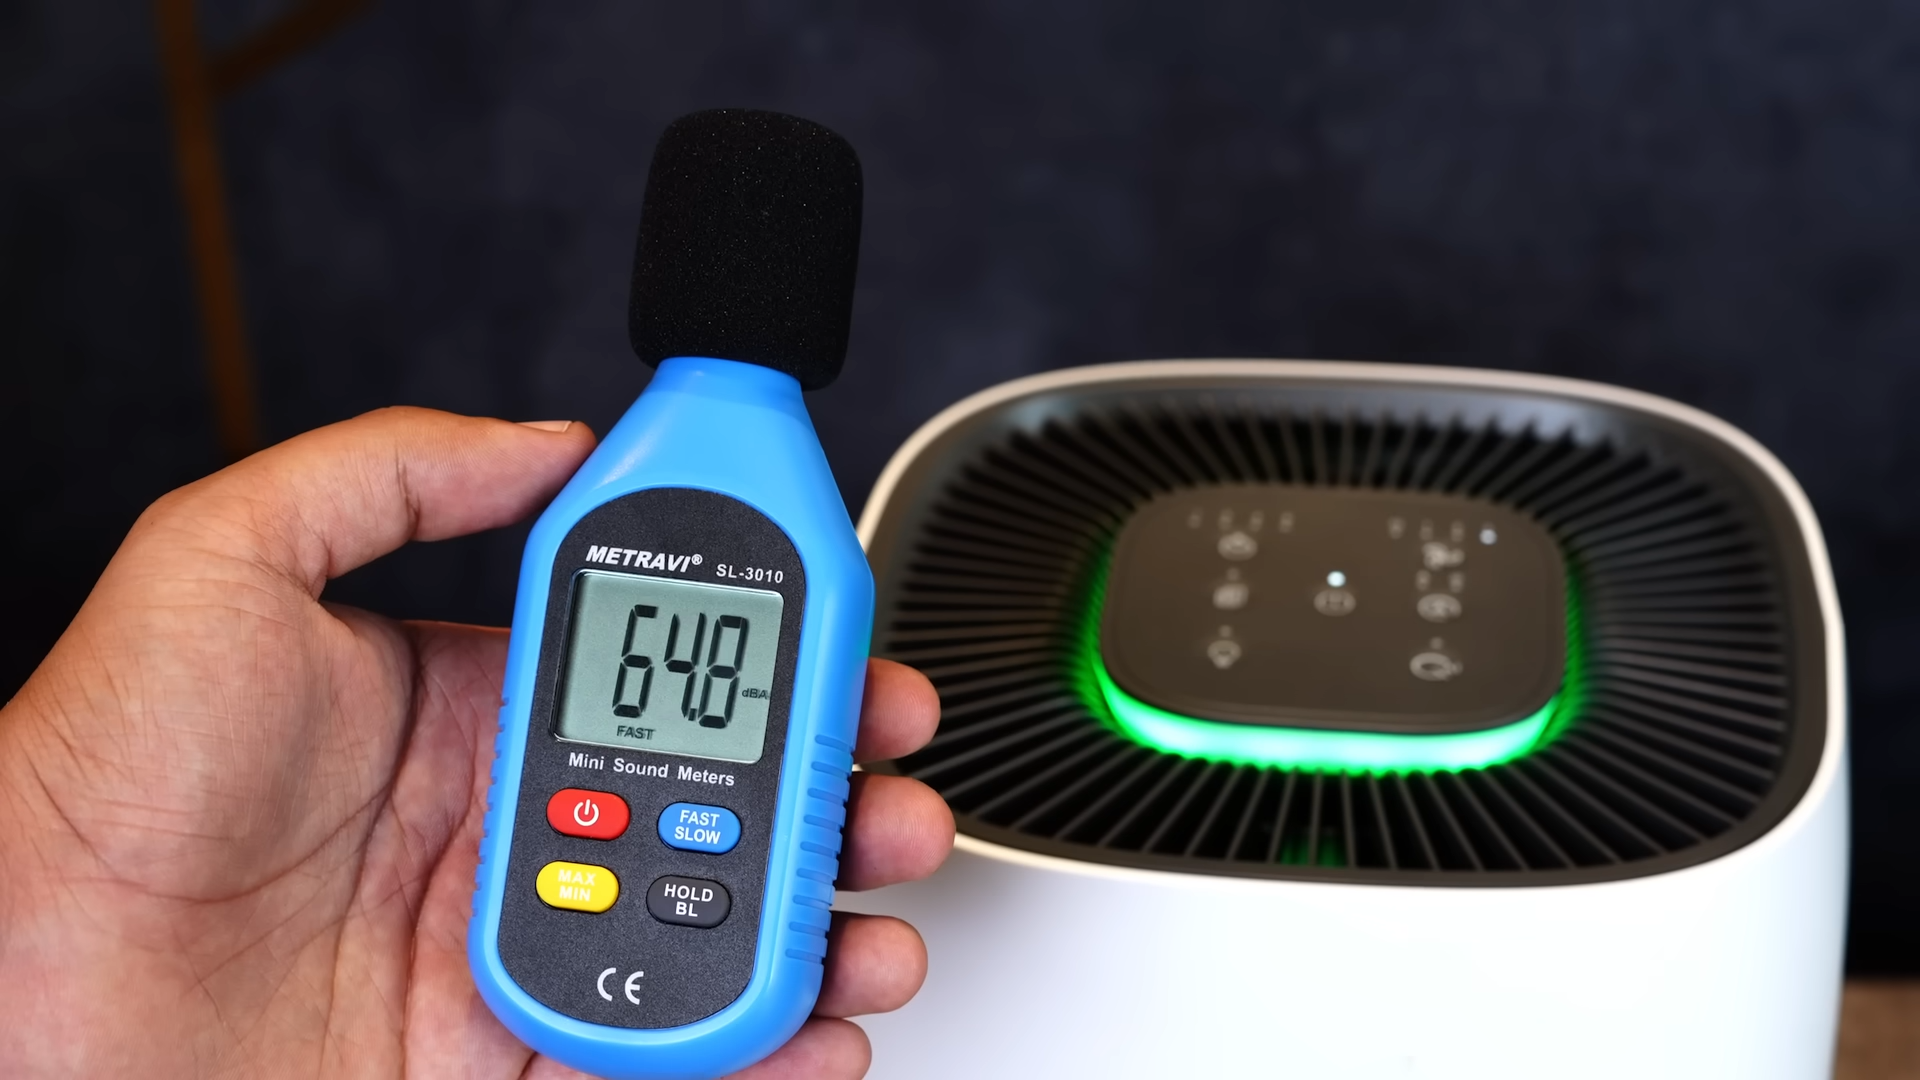 METRAVI® SL-3010
64.8 dBA
FAST
Mini Sound Meters
FAST
SLOW
MAX
MIN
HOLD
BL
CE